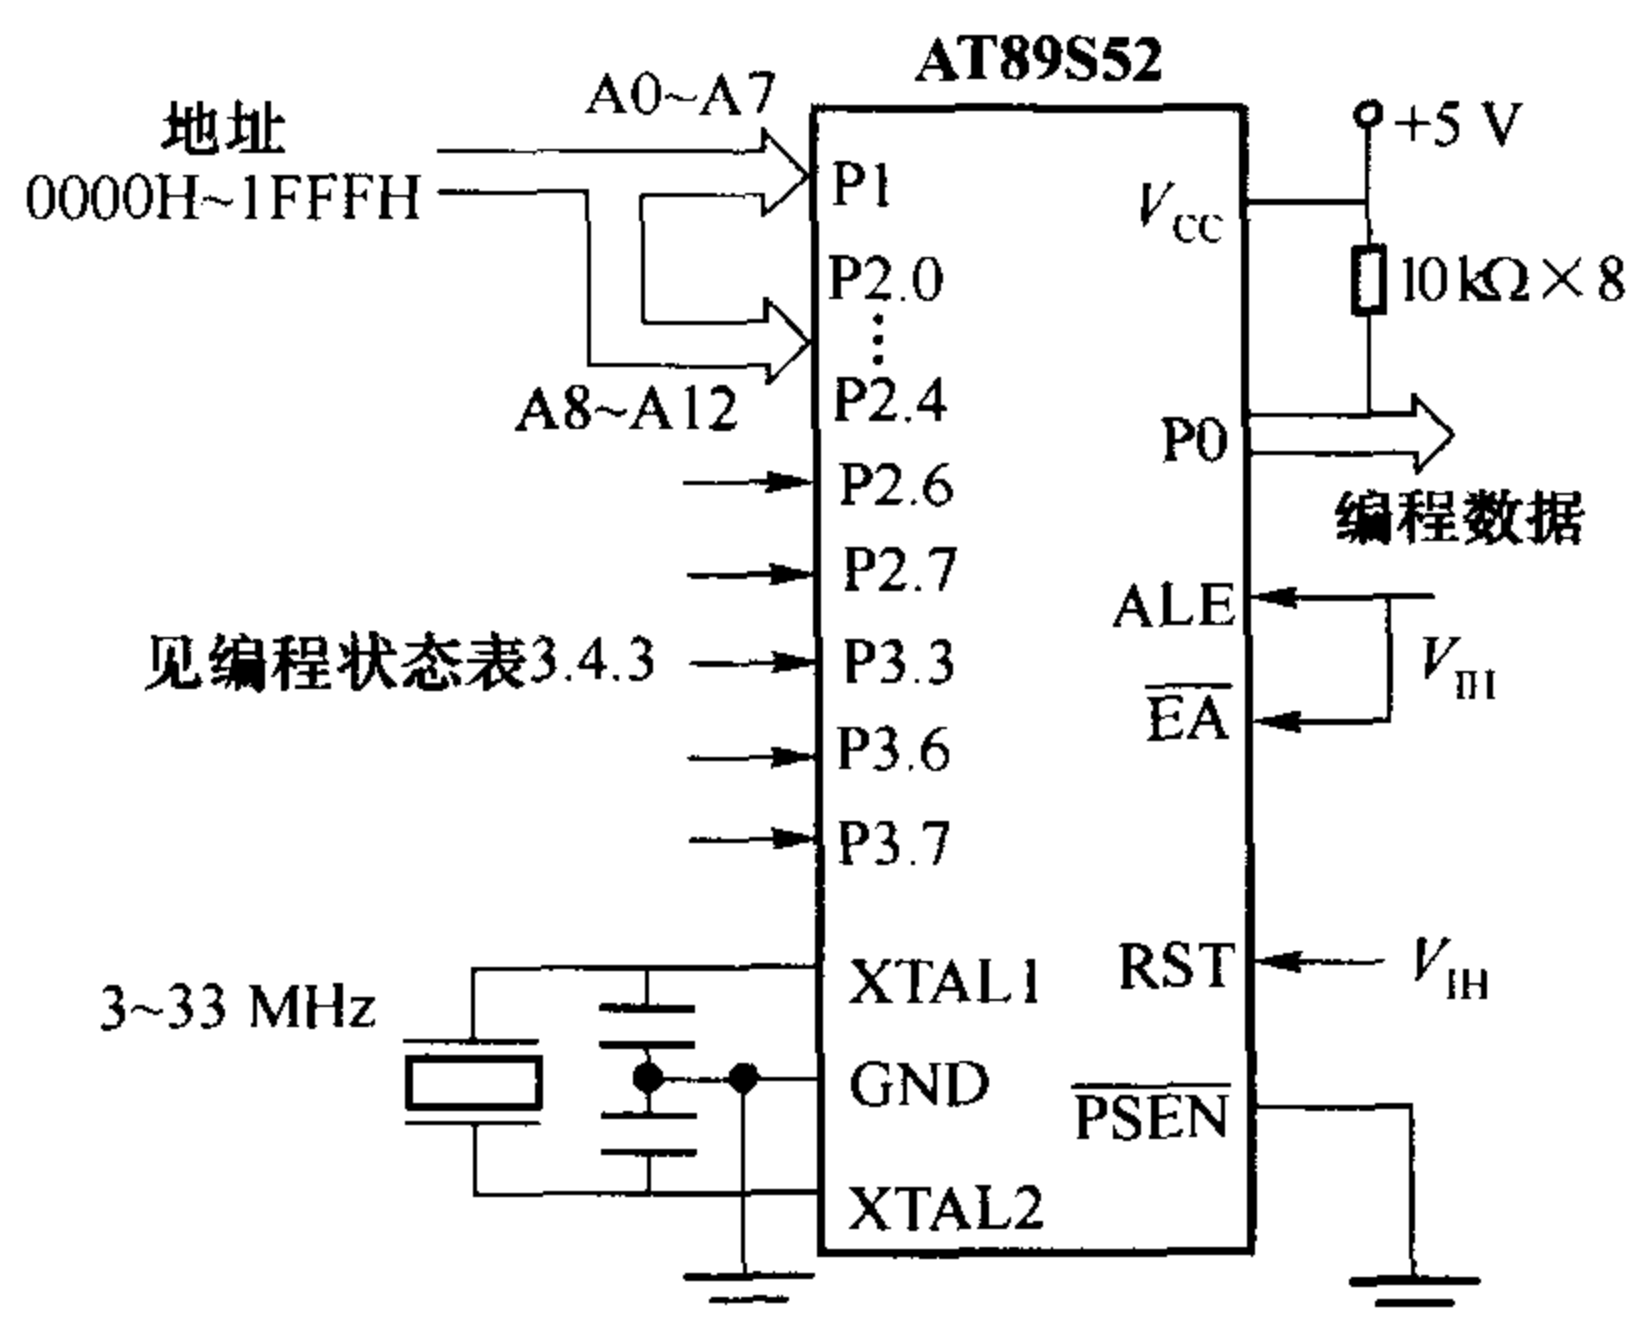 AT89S52
A0~A7
地址
0000H~1FFFH
A8~A12
P1
P2.0
P2.4
P2.6
P2.7
见编程状态表3.4.3
P3.3
P3.6
P3.7
3~33 MHz
XTAL1
GND
XTAL2
+5 V
VCC
10kΩ×8
P0
编程数据
ALE
EA
VIH
RST
VIH
PSEN